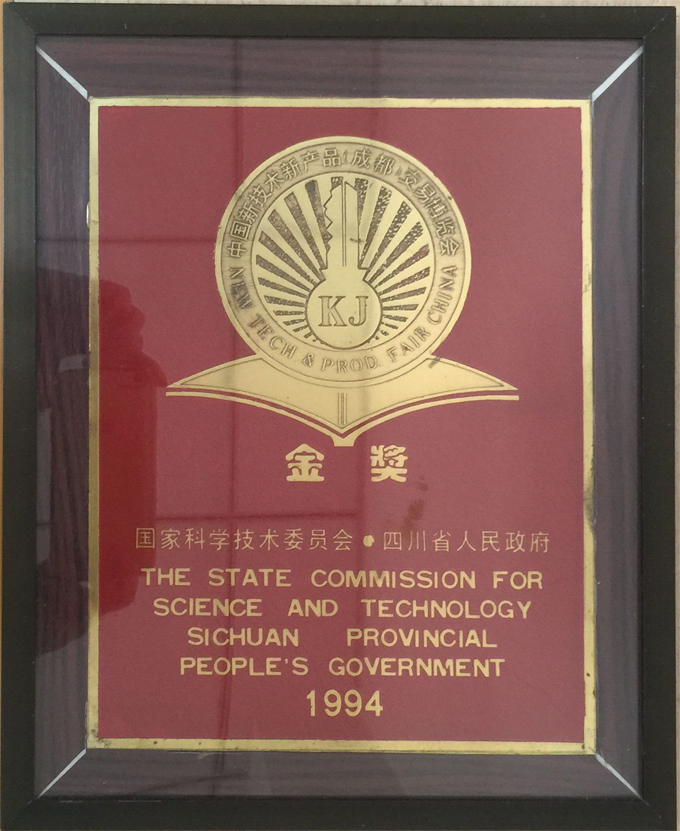 中国新技术新产品(成都)交易博览会
KJ
NEW TECH & PROD. FAIR CHINA
金奖
国家科学技术委员会•四川省人民政府
THE STATE COMMISSION FOR
SCIENCE AND TECHNOLOGY
SICHUAN PROVINCIAL
PEOPLE'S GOVERNMENT
1994